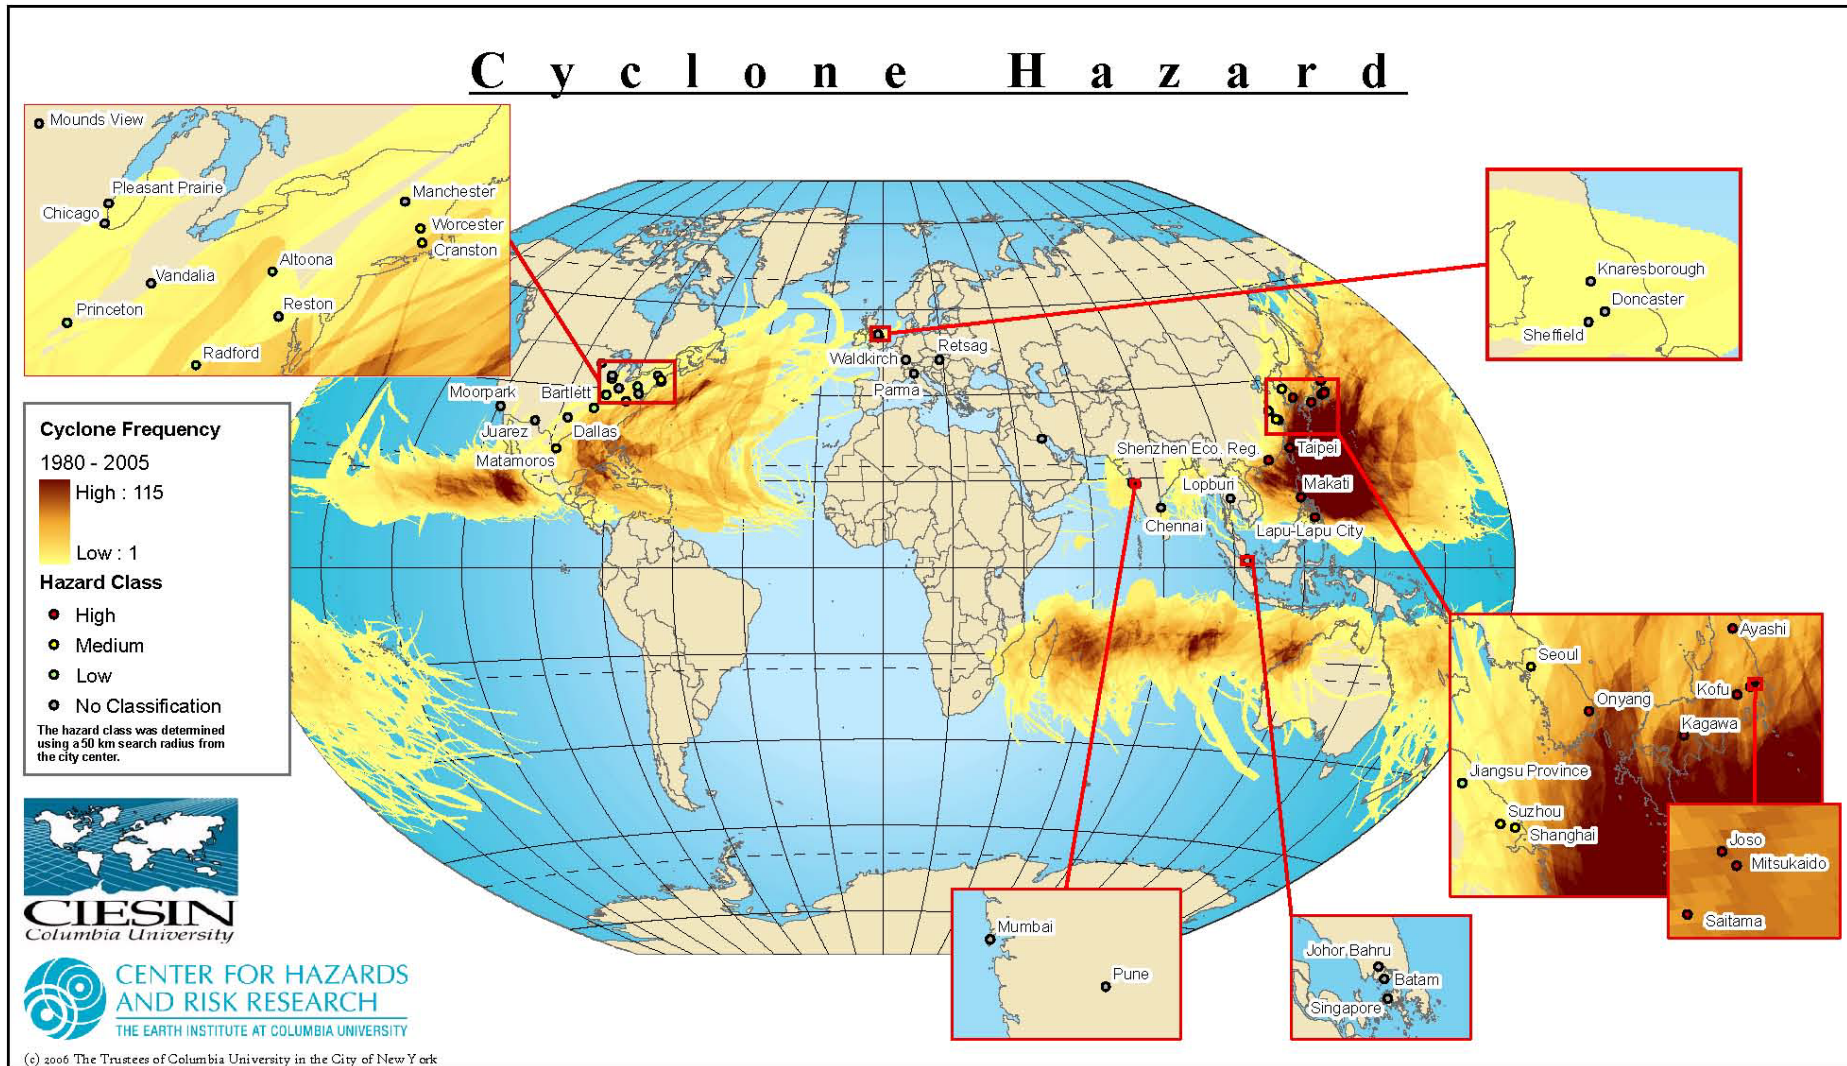 Cyclone Hazard
Mounds View
Pleasant Prairie
Chicago
Manchester
Worcester
Cranston
Altoona
Vandalia
Princeton
Reston
Radford
Knaresborough
Doncaster
Sheffield
Waldkirch
Retsag
Parma
Moorpark
Bartlett
Juarez
Dallas
Matamoros
Shenzhen Eco. Reg.
Taipei
Lopburi
Makati
Chennai
Lapu-Lapu City
Cyclone Frequency
1980 - 2005
High : 115
Low : 1
Hazard Class
High
Medium
Low
No Classification
The hazard class was determined
using a 50 km search radius from
the city center.
Ayashi
Seoul
Onyang
Kofu
Kagawa
Jiangsu Province
Suzhou
Shanghai
Joso
Mitsukaido
Saitama
Mumbai
Pune
Johor Bahru
Batam
Singapore
CIESIN
Columbia University
CENTER FOR HAZARDS
AND RISK RESEARCH
THE EARTH INSTITUTE AT COLUMBIA UNIVERSITY
(c) 2006 The Trustees of Columbia University in the City of New York